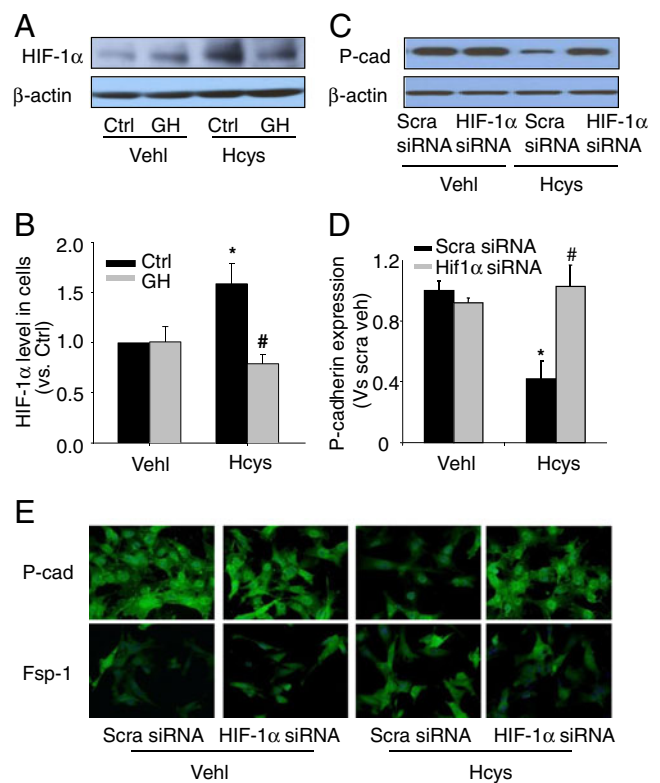 A
HIF-1α
β-actin
Ctrl GH Ctrl GH
Vehl Hcys
C
P-cad
β-actin
Scra HIF-1α Scra HIF-1α
siRNA siRNA siRNA siRNA
Vehl Hcys
B
HIF-1α level in cells
(vs. Ctrl)
2.0
1.5
1.0
0.5
0.0
Ctrl
GH
*
#
Vehl Hcys
D
P-cadherin expression
(Vs scra veh)
1.2
0.8
0.4
0
Scra siRNA
Hif1α siRNA
*
#
Vehl Hcys
E
P-cad
Fsp-1
Scra siRNA HIF-1α siRNA Scra siRNA HIF-1α siRNA
Vehl Hcys